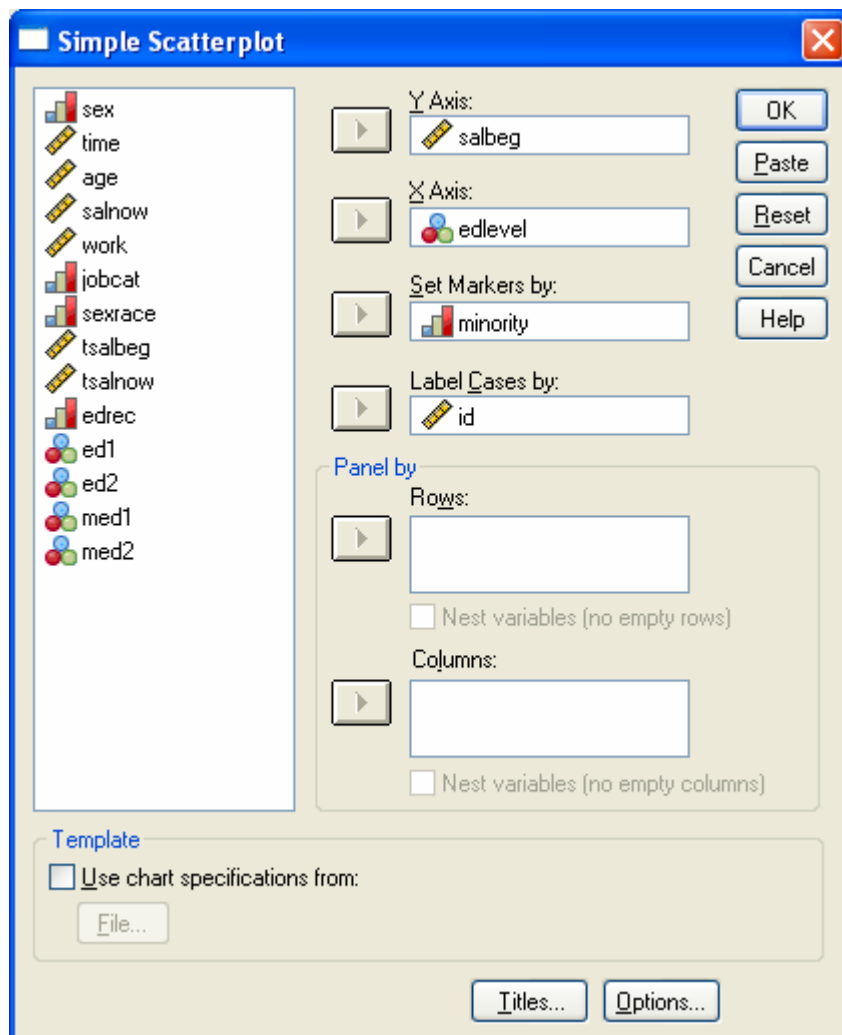 Simple Scatterplot
sex
time
age
salnow
work
jobcat
sexrace
tsalbeg
tsalnow
edrec
ed1
ed2
med1
med2
Y Axis:
salbeg
X Axis:
edlevel
Set Markers by:
minority
Label Cases by:
id
Panel by
Rows:
Nest variables (no empty rows)
Columns:
Nest variables (no empty columns)
OK
Paste
Reset
Cancel
Help
Template
Use chart specifications from:
File...
Titles...
Options...